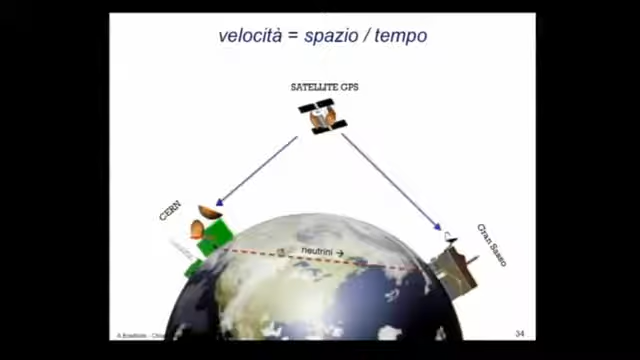 velocità = spazio / tempo
SATELLITE GPS
CERN
Gran Sasso
neutrini →
34